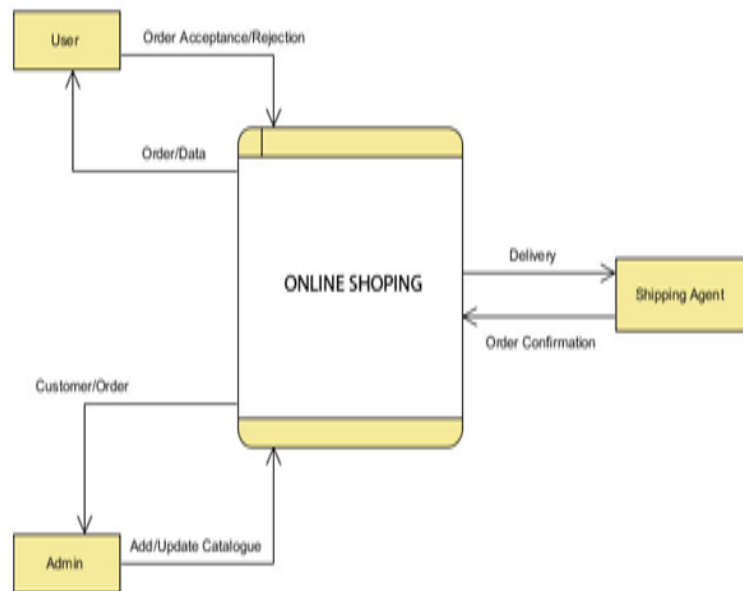 User
Order Acceptance/Rejection
Order/Data
ONLINE SHOPING
Delivery
Shipping Agent
Order Confirmation
Customer/Order
Admin
Add/Update Catalogue